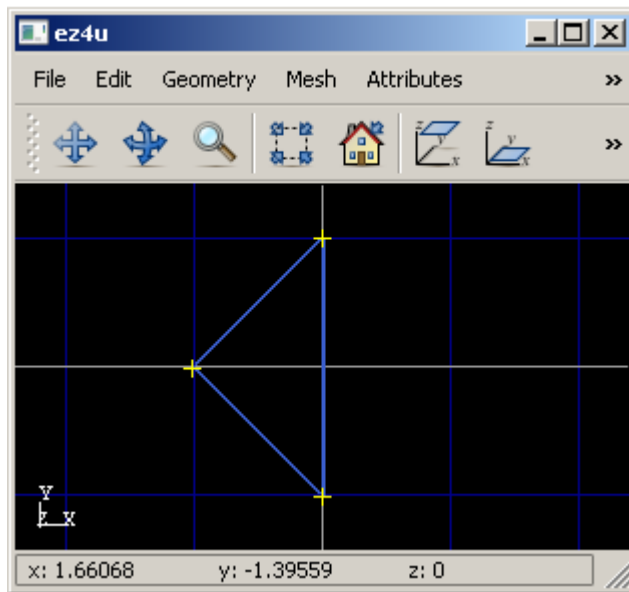 ez4u
File Edit Geometry Mesh Attributes »
z y x z y x »
Y
z X
x: 1.66068 y: -1.39559 z: 0